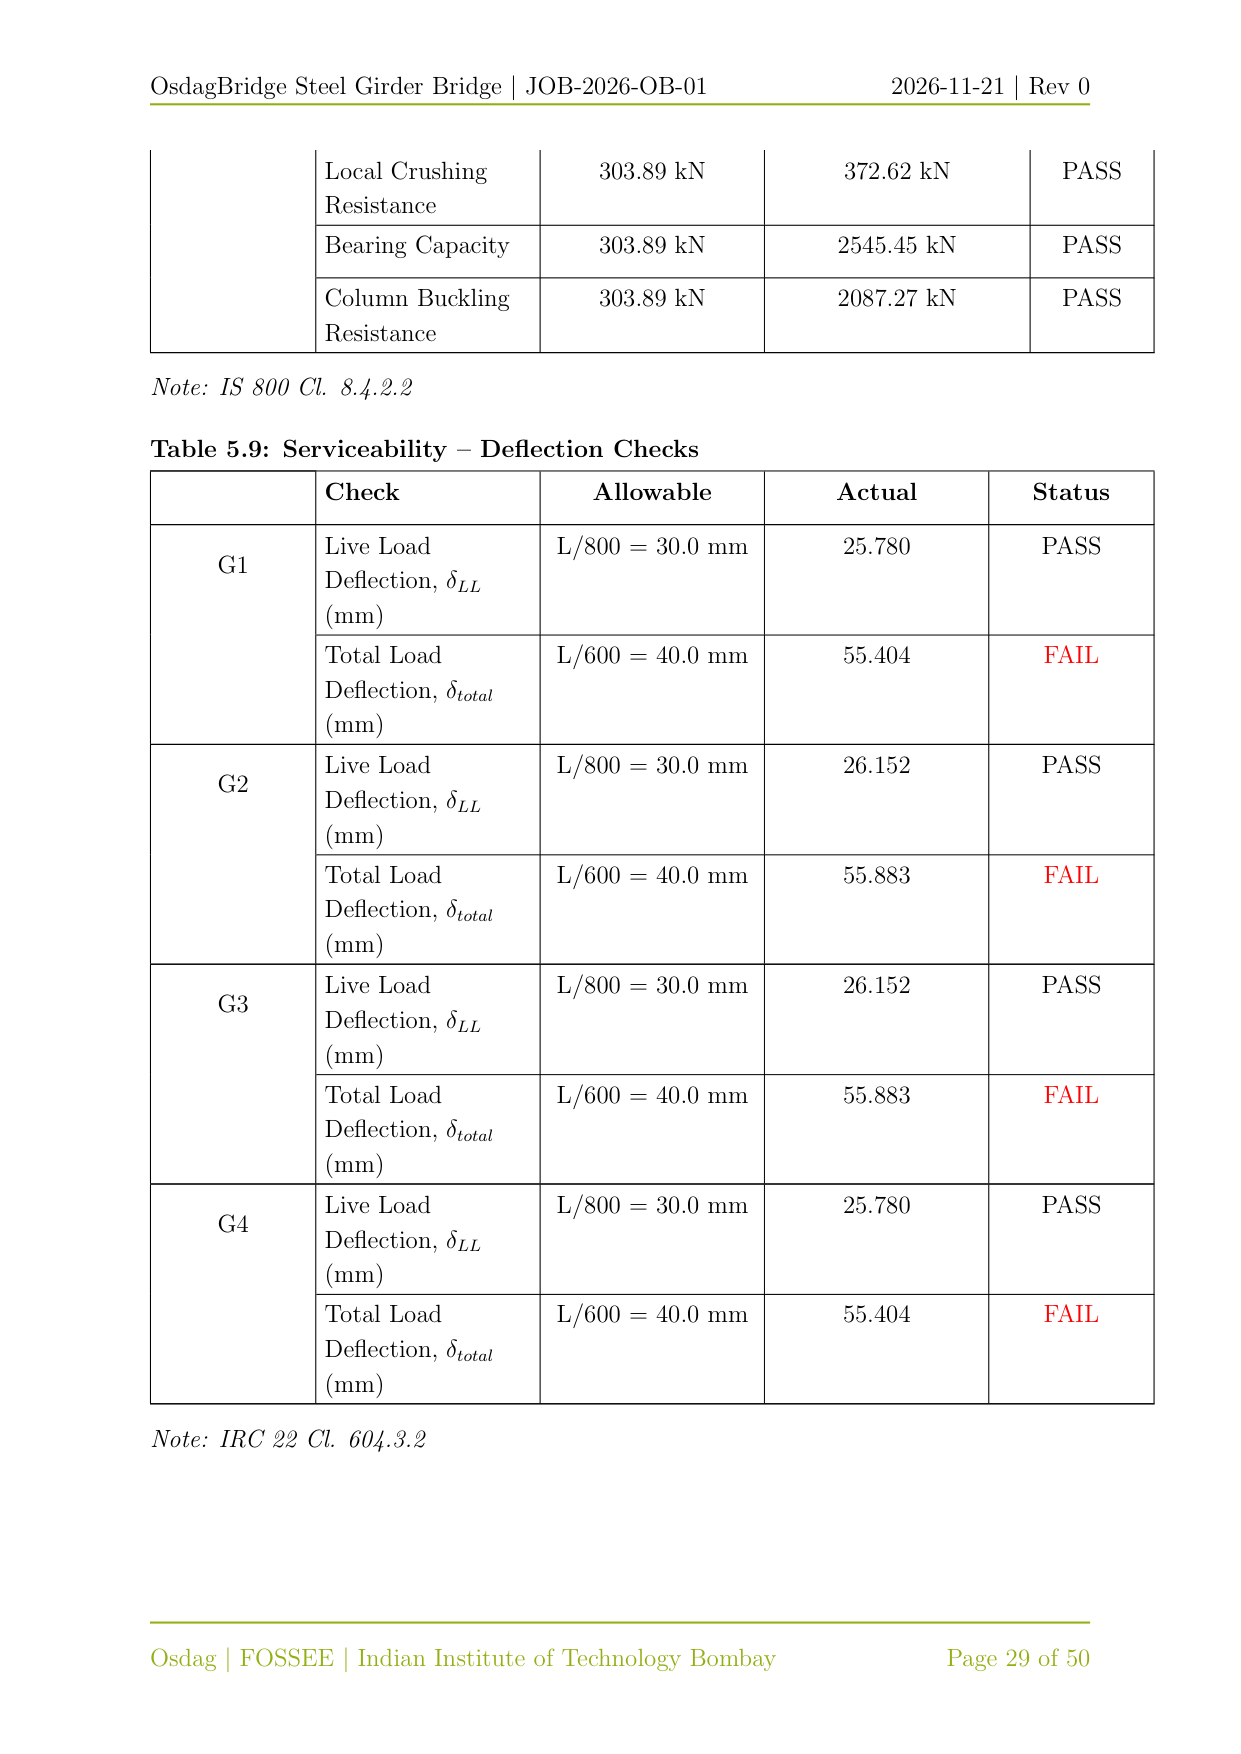 OsdagBridge Steel Girder Bridge | JOB-2026-OB-01 2026-11-21 | Rev 0
Local Crushing Resistance 303.89 kN 372.62 kN PASS
Bearing Capacity 303.89 kN 2545.45 kN PASS
Column Buckling Resistance 303.89 kN 2087.27 kN PASS
Note: IS 800 Cl. 8.4.2.2
Table 5.9: Serviceability – Deflection Checks
Check Allowable Actual Status
G1 Live Load Deflection, δLL (mm) L/800 = 30.0 mm 25.780 PASS
Total Load Deflection, δtotal (mm) L/600 = 40.0 mm 55.404 FAIL
G2 Live Load Deflection, δLL (mm) L/800 = 30.0 mm 26.152 PASS
Total Load Deflection, δtotal (mm) L/600 = 40.0 mm 55.883 FAIL
G3 Live Load Deflection, δLL (mm) L/800 = 30.0 mm 26.152 PASS
Total Load Deflection, δtotal (mm) L/600 = 40.0 mm 55.883 FAIL
G4 Live Load Deflection, δLL (mm) L/800 = 30.0 mm 25.780 PASS
Total Load Deflection, δtotal (mm) L/600 = 40.0 mm 55.404 FAIL
Note: IRC 22 Cl. 604.3.2
Osdag | FOSSEE | Indian Institute of Technology Bombay Page 29 of 50